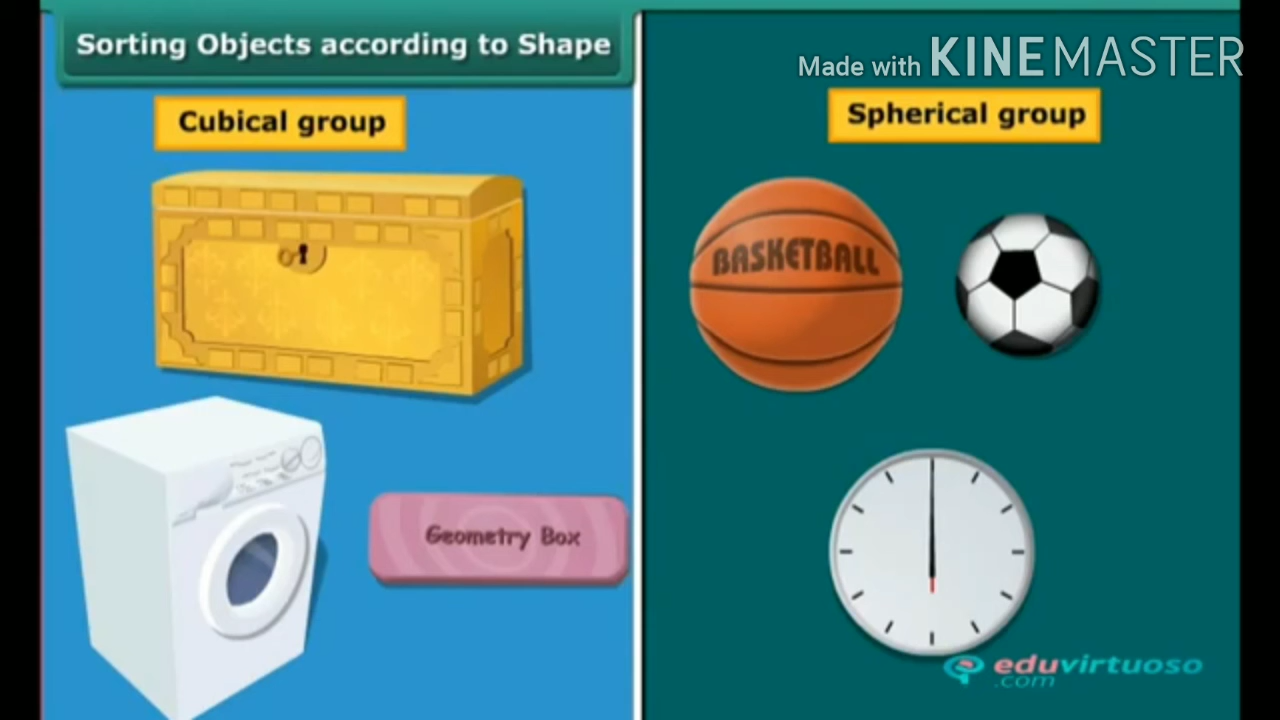 Sorting Objects according to Shape
Made with KINEMASTER
Cubical group
Spherical group
BASKETBALL
Geometry Box
eduvirtuoso
.com